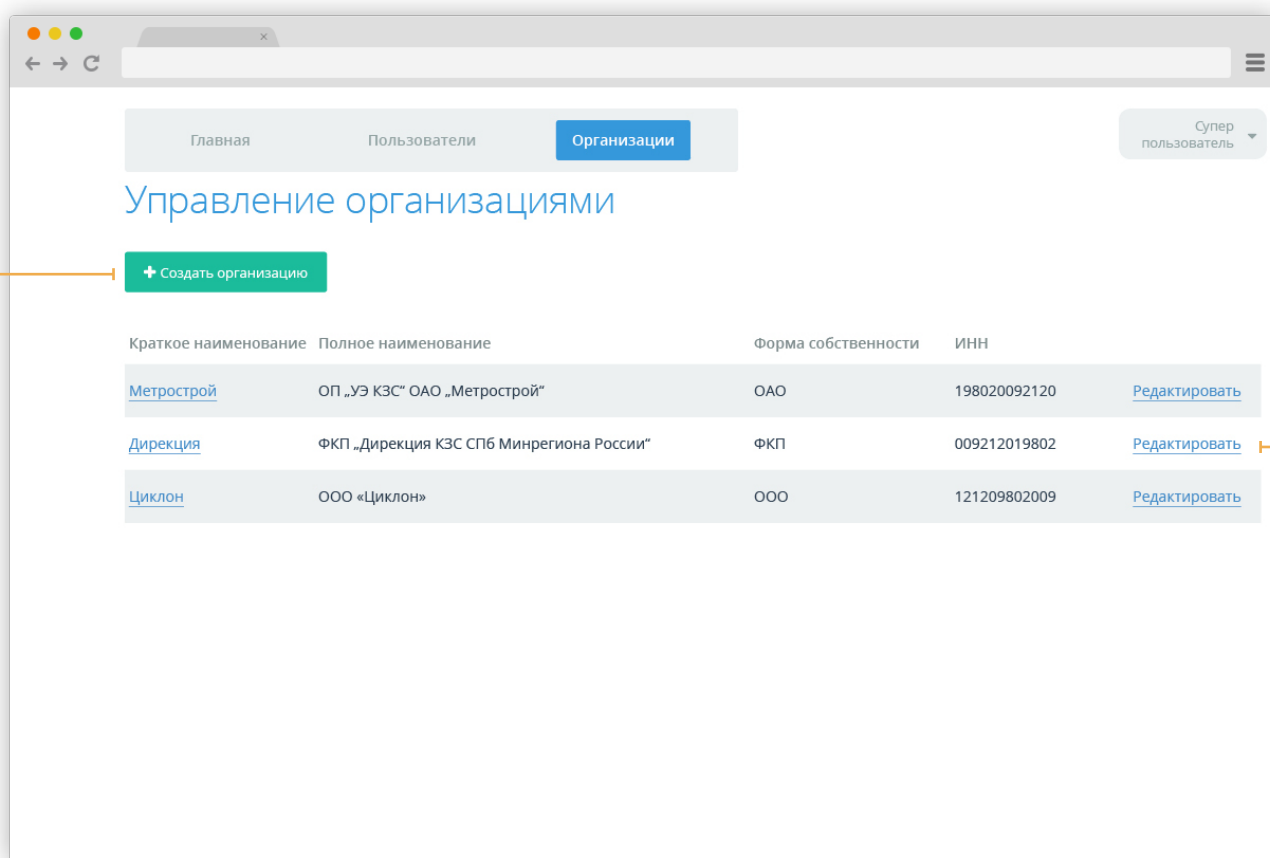 Главная Пользователи Организации
Супер
пользователь
Управление организациями
Создать организацию
Краткое наименование Полное наименование Форма собственности ИНН
Метрострой ОП „УЭ КЗС“ ОАО „Метрострой“ ОАО 198020092120 Редактировать
Дирекция ФКП „Дирекция КЗС СПб Минрегиона России“ ФКП 009212019802 Редактировать
Циклон ООО «Циклон» ООО 121209802009 Редактировать